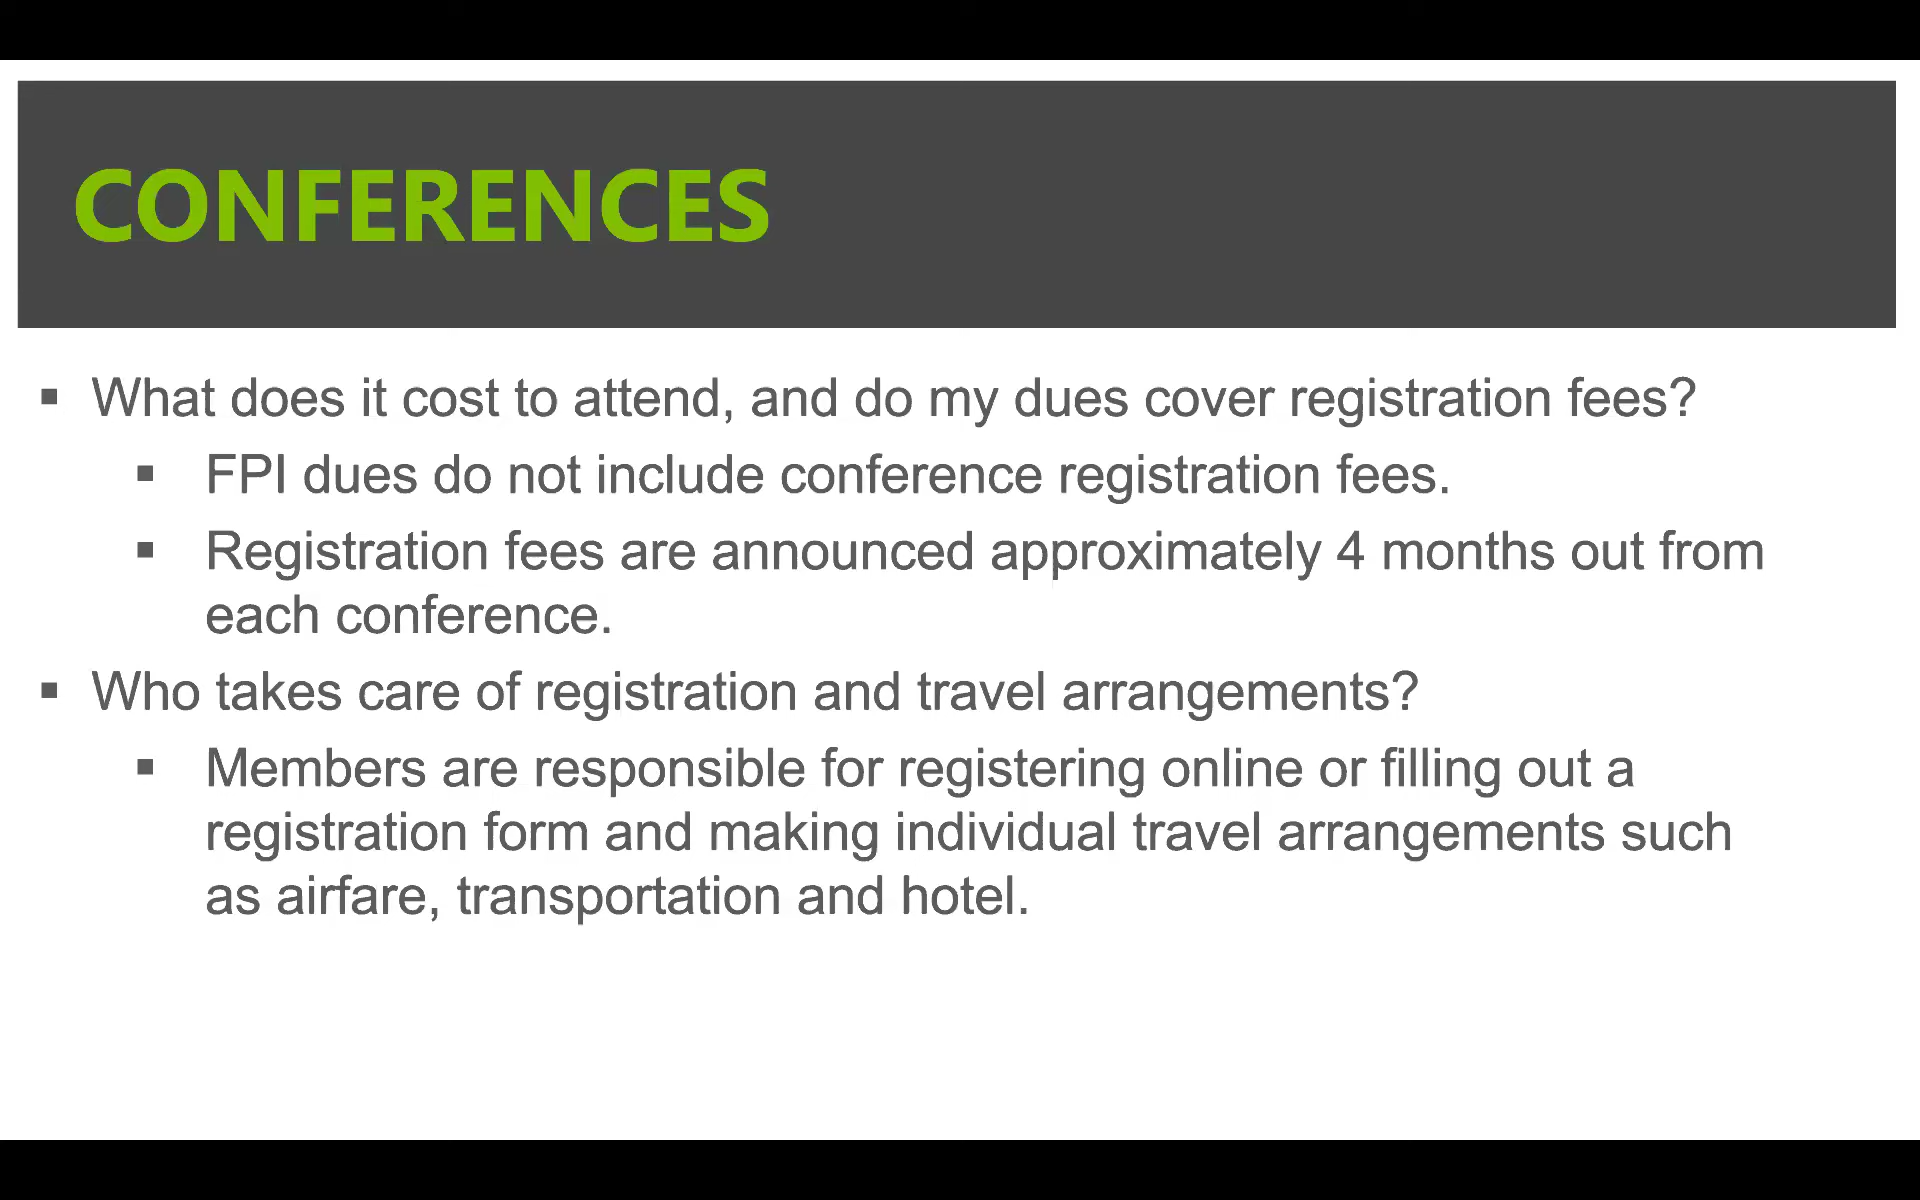 CONFERENCES
▪ What does it cost to attend, and do my dues cover registration fees?
▪ FPI dues do not include conference registration fees.
▪ Registration fees are announced approximately 4 months out from
each conference.
▪ Who takes care of registration and travel arrangements?
▪ Members are responsible for registering online or filling out a
registration form and making individual travel arrangements such
as airfare, transportation and hotel.